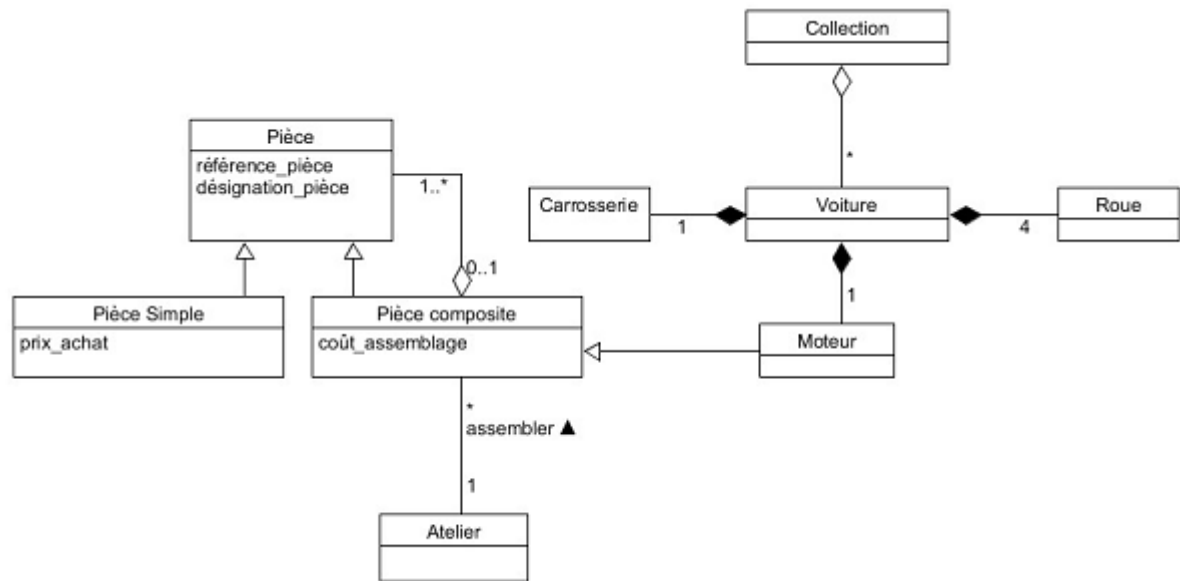 Collection
*
Pièce
référence_pièce
désignation_pièce
1..*
Carrosserie
1
Voiture
4
Roue
0..1
1
Pièce Simple
prix_achat
Pièce composite
coût_assemblage
Moteur
*
assembler ▲
1
Atelier